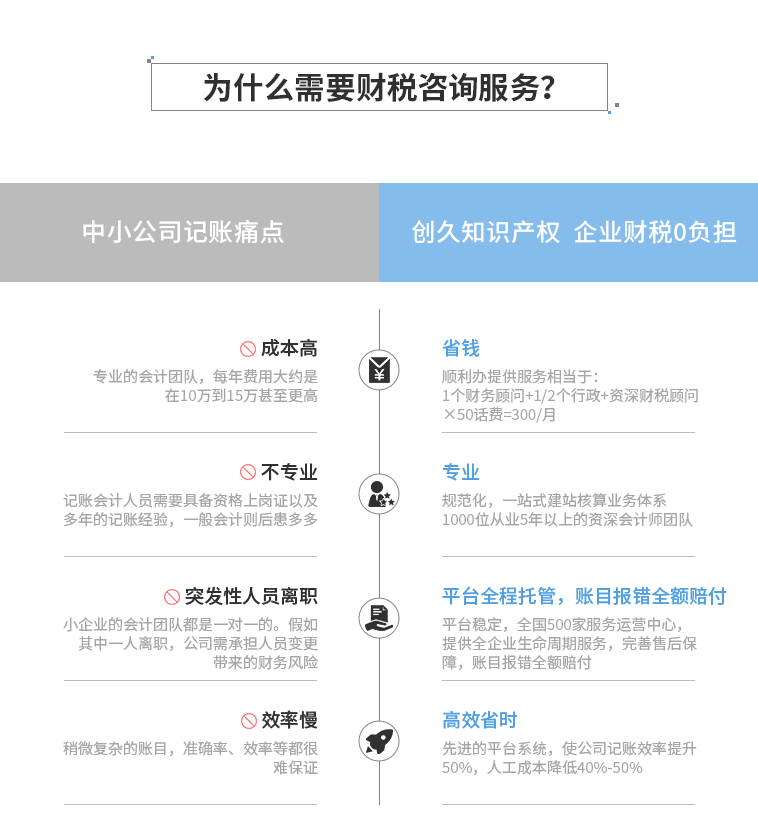 为什么需要财税咨询服务?
中小公司记账痛点
创久知识产权 企业财税0负担
成本高
专业的会计团队，每年费用大约是
在10万到15万甚至更高
省钱
顺利办提供服务相当于：
1个财务顾问+1/2个行政+资深财税顾问
×50话费=300/月
不专业
记账会计人员需要具备资格上岗证以及
多年的记账经验，一般会计则后患多多
专业
规范化，一站式建站核算业务体系
1000位从业5年以上的资深会计师团队
突发性人员离职
小企业的会计团队都是一对一的。假如
其中一人离职，公司需承担人员变更
带来的财务风险
平台全程托管，账目报错全额赔付
平台稳定，全国500家服务运营中心，
提供全企业生命周期服务，完善售后保
障，账目报错全额赔付
效率慢
稍微复杂的账目，准确率、效率等都很
难保证
高效省时
先进的平台系统，使公司记账效率提升
50%，人工成本降低40%-50%